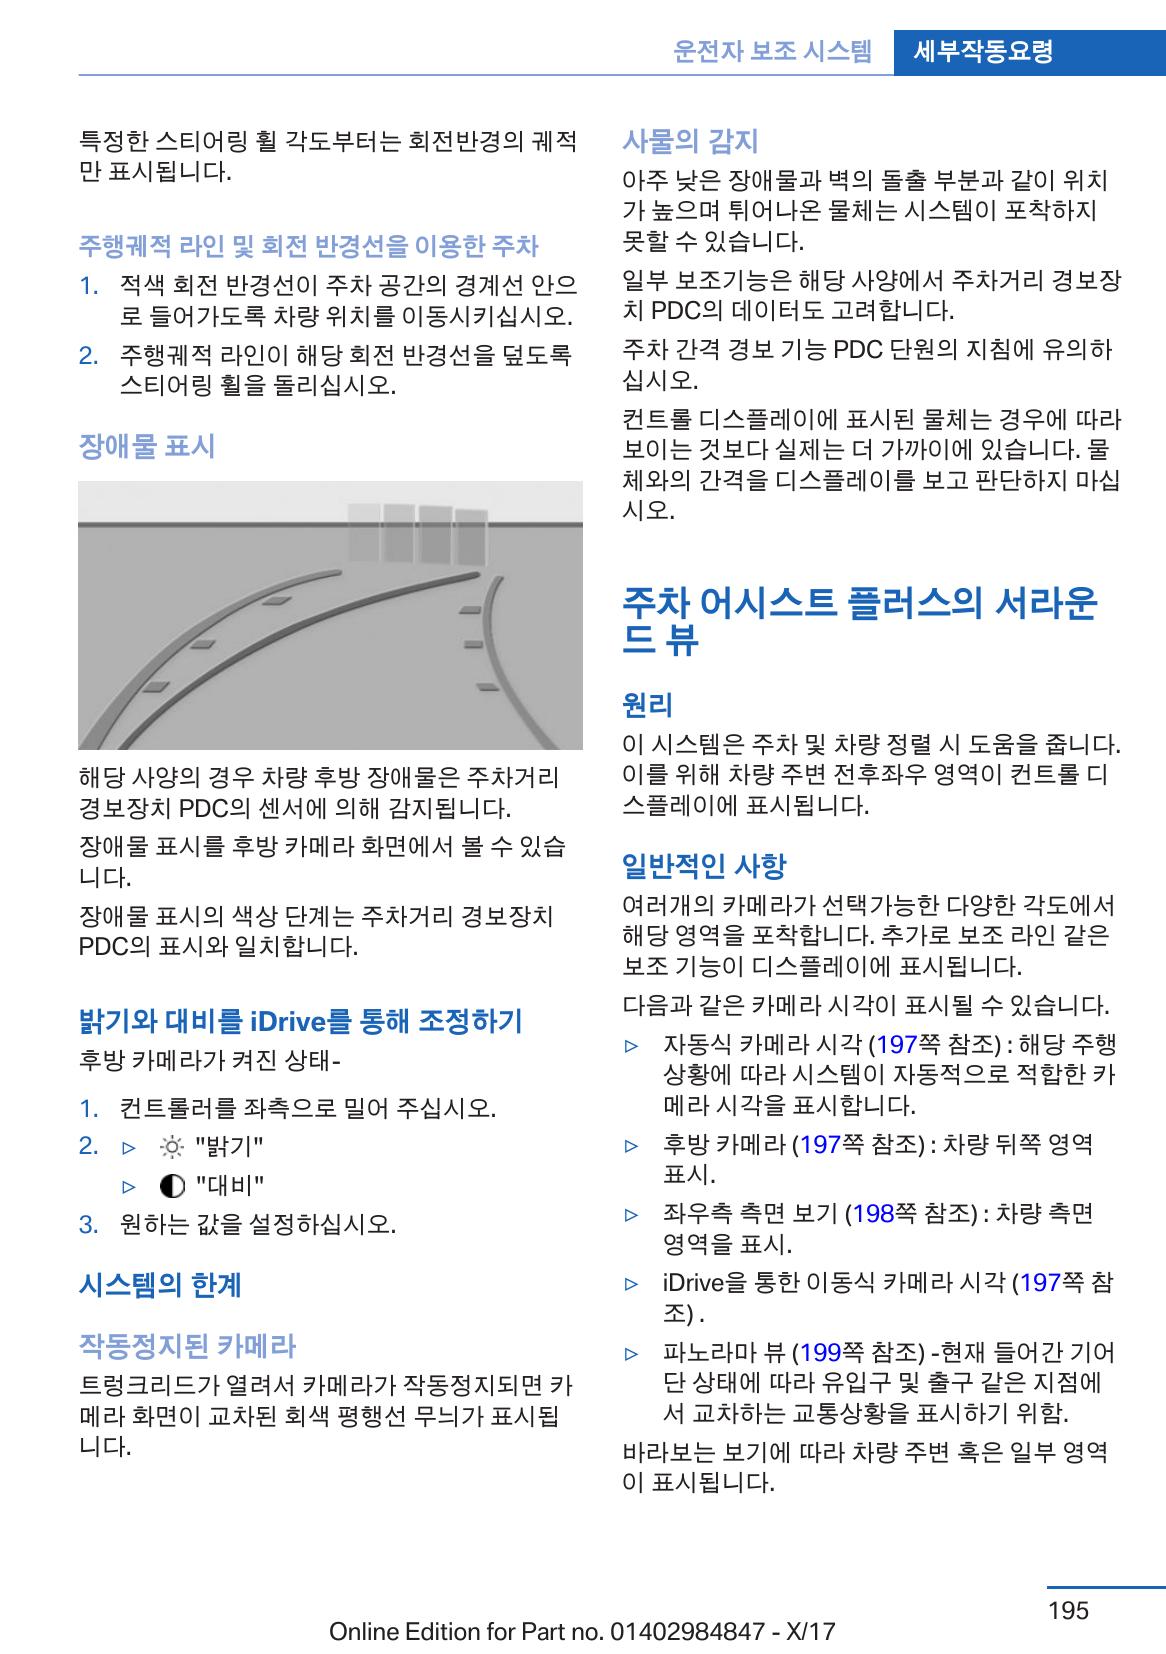 운전자 보조 시스템 세부작동요령
특정한 스티어링 휠 각도부터는 회전반경의 궤적
만 표시됩니다.
주행궤적 라인 및 회전 반경선을 이용한 주차
1. 적색 회전 반경선이 주차 공간의 경계선 안으
로 들어가도록 차량 위치를 이동시키십시오.
2. 주행궤적 라인이 해당 회전 반경선을 덮도록
스티어링 휠을 돌리십시오.
장애물 표시
해당 사양의 경우 차량 후방 장애물은 주차거리
경보장치 PDC의 센서에 의해 감지됩니다.
장애물 표시를 후방 카메라 화면에서 볼 수 있습
니다.
장애물 표시의 색상 단계는 주차거리 경보장치
PDC의 표시와 일치합니다.
밝기와 대비를 iDrive를 통해 조정하기
후방 카메라가 켜진 상태-
1. 컨트롤러를 좌측으로 밀어 주십시오.
2. ▷ "밝기"
▷ "대비"
3. 원하는 값을 설정하십시오.
시스템의 한계
작동정지된 카메라
트렁크리드가 열려서 카메라가 작동정지되면 카
메라 화면이 교차된 회색 평행선 무늬가 표시됩
니다.
사물의 감지
아주 낮은 장애물과 벽의 돌출 부분과 같이 위치
가 높으며 튀어나온 물체는 시스템이 포착하지
못할 수 있습니다.
일부 보조기능은 해당 사양에서 주차거리 경보장
치 PDC의 데이터도 고려합니다.
주차 간격 경보 기능 PDC 단원의 지침에 유의하
십시오.
컨트롤 디스플레이에 표시된 물체는 경우에 따라
보이는 것보다 실제는 더 가까이에 있습니다. 물
체와의 간격을 디스플레이를 보고 판단하지 마십
시오.
주차 어시스트 플러스의 서라운
드 뷰
원리
이 시스템은 주차 및 차량 정렬 시 도움을 줍니다.
이를 위해 차량 주변 전후좌우 영역이 컨트롤 디
스플레이에 표시됩니다.
일반적인 사항
여러개의 카메라가 선택가능한 다양한 각도에서
해당 영역을 포착합니다. 추가로 보조 라인 같은
보조 기능이 디스플레이에 표시됩니다.
다음과 같은 카메라 시각이 표시될 수 있습니다.
▷ 자동식 카메라 시각 (197쪽 참조) : 해당 주행
상황에 따라 시스템이 자동적으로 적합한 카
메라 시각을 표시합니다.
▷ 후방 카메라 (197쪽 참조) : 차량 뒤쪽 영역
표시.
▷ 좌우측 측면 보기 (198쪽 참조) : 차량 측면
영역을 표시.
▷ iDrive을 통한 이동식 카메라 시각 (197쪽 참
조) .
▷ 파노라마 뷰 (199쪽 참조) -현재 들어간 기어
단 상태에 따라 유입구 및 출구 같은 지점에
서 교차하는 교통상황을 표시하기 위함.
바라보는 보기에 따라 차량 주변 혹은 일부 영역
이 표시됩니다.
195
Online Edition for Part no. 01402984847 - X/17